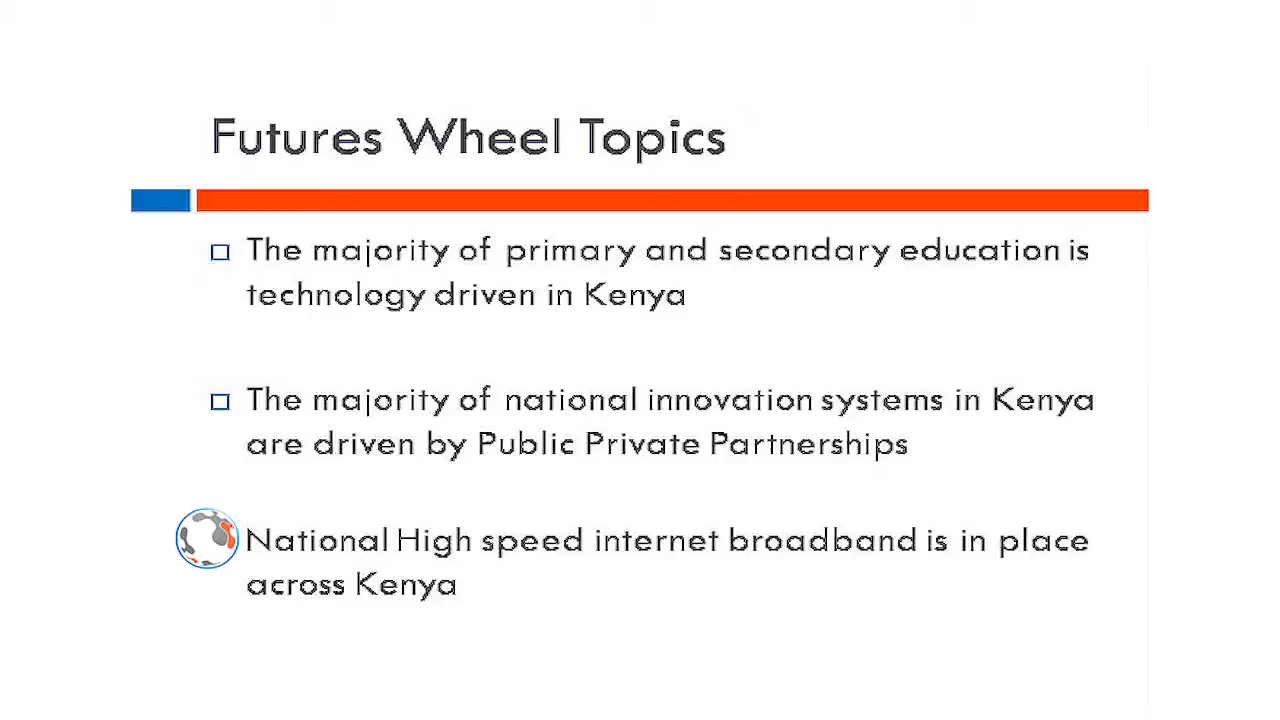 Futures Wheel Topics
The majority of primary and secondary education is
technology driven in Kenya
The majority of national innovation systems in Kenya
are driven by Public Private Partnerships
National High speed internet broadband is in place
across Kenya